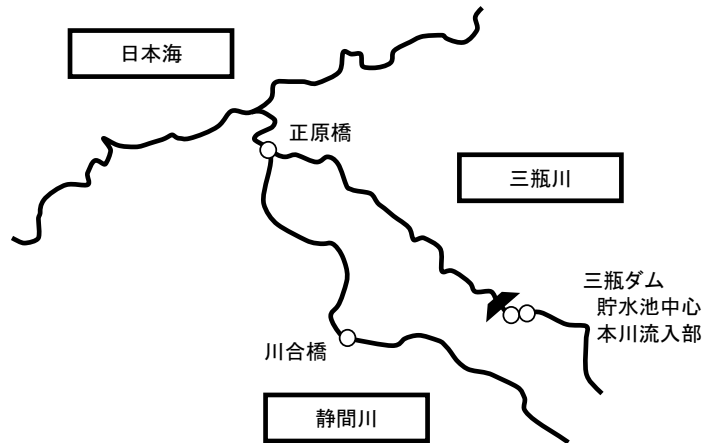 日本海
正原橋
三瓶川
三瓶ダム
貯水池中心
本川流入部
川合橋
静間川